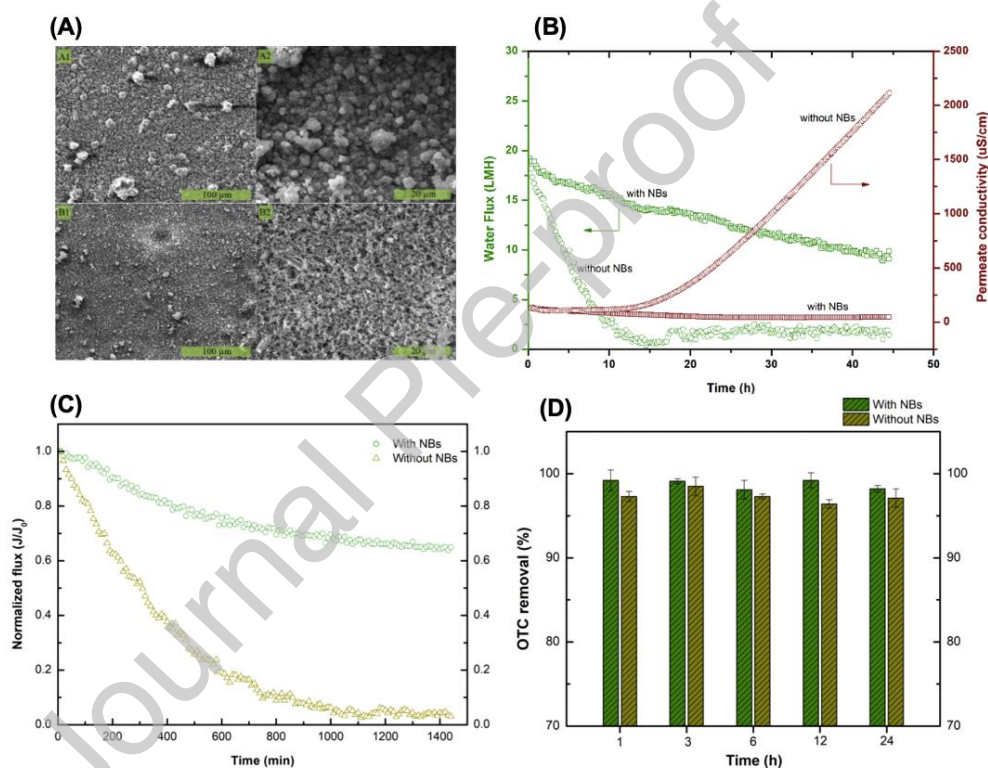 (A)
A1
A2
100 µm
20 µm
B1
B2
100 µm
20 µm
(B)
30
25
20
15
10
5
0
Water Flux (LMH)
2500
2000
1500
1000
500
0
Permeate conductivity (uS/cm)
without NBs
with NBs
without NBs
with NBs
0 10 20 30 40 50
Time (h)
(C)
1.0
0.8
0.6
0.4
0.2
0.0
Normalized flux (J/J₀)
With NBs
Without NBs
1.0
0.8
0.6
0.4
0.2
0.0
0 200 400 600 800 1000 1200 1400
Time (min)
(D)
With NBs
Without NBs
100
90
80
70
OTC removal (%)
100
90
80
70
1 3 6 12 24
Time (h)
Journal Pre-proof